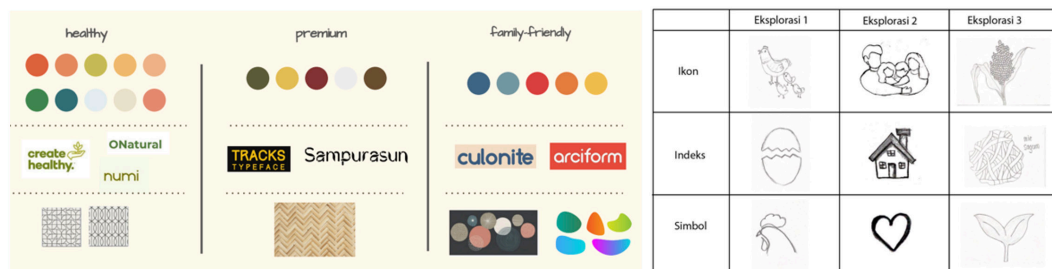 healthy
premium
family-friendly
create
healthy.
ONatural
numi
TRACKS
TYPEFACE
Sampurasun
culonite
arciform
Eksplorasi 1
Eksplorasi 2
Eksplorasi 3
Ikon
Indeks
Simbol